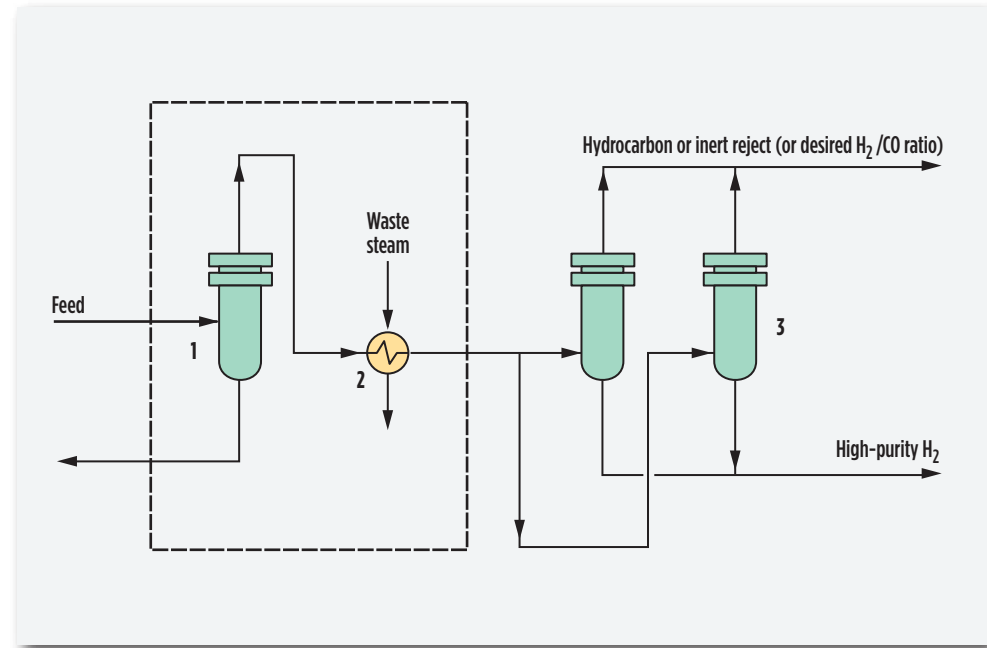 Hydrocarbon or inert reject (or desired H₂ /CO ratio)
Waste
steam
Feed
1
2
3
High-purity H₂